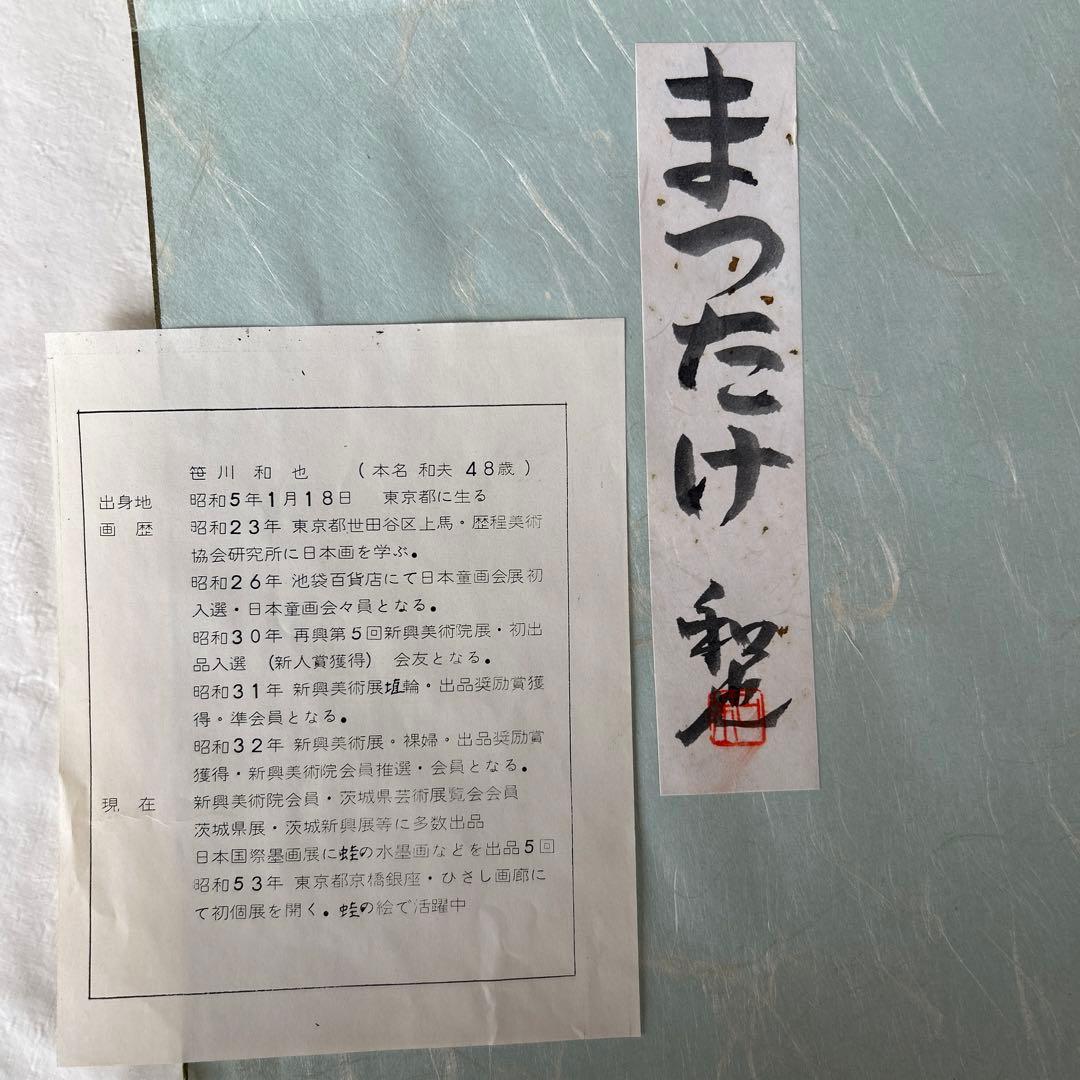 まつたけ 和也
笹川和也 (本名 和夫 48歳)
出身地 昭和5年1月18日 東京都に生る
画歴 昭和23年 東京都世田谷区上馬・歴程美術
協会研究所に日本画を学ぶ。
昭和26年 池袋百貨店にて日本童画会展初
入選・日本童画会々員となる。
昭和30年 再興第5回新興美術院展・初出
品入選 (新人賞獲得) 会友となる。
昭和31年 新興美術展埴輪・出品奨励賞獲
得・準会員となる。
昭和32年 新興美術展・裸婦・出品奨励賞
獲得・新興美術院会員推選・会員となる。
現在 新興美術院会員・茨城県芸術展覧会会員
茨城県展・茨城新興展等に多数出品
日本国祭墨画展に蛙の水墨画などを出品5回
昭和53年 東京都京橋銀座・ひさし画廊に
て初個展を開く。蛙の絵で活躍中